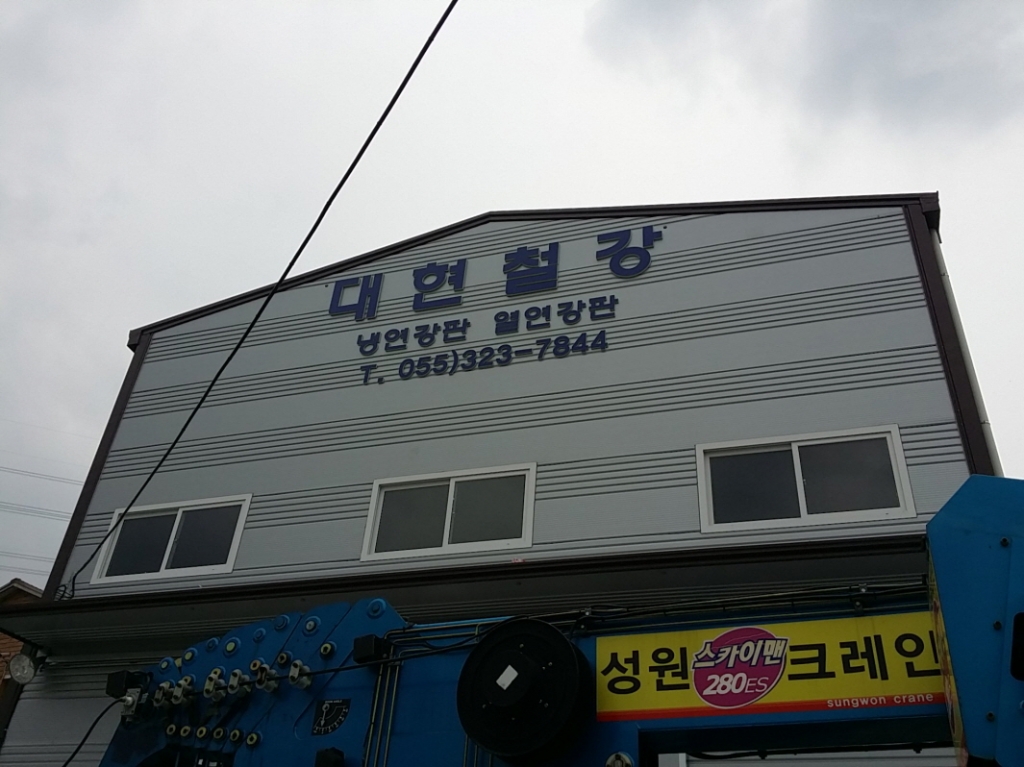 대현철강
냉연강판 열연강판
T. 055)323-7844
성원 스카이맨 280ES 크레인
sungwon crane